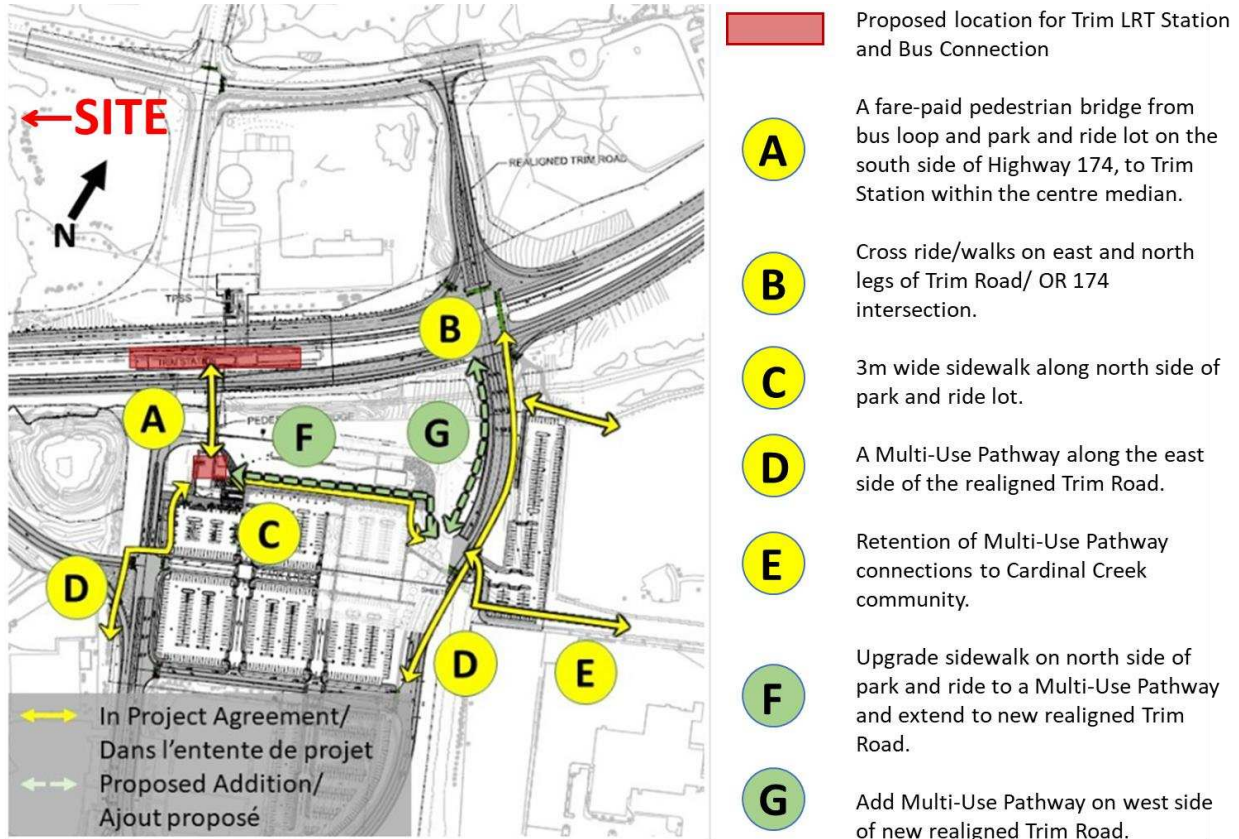 SITE
N
REALIGNED TRIM ROAD
TPSS
B
A
F
G
C
D
D
E
In Project Agreement/
Dans l'entente de projet
Proposed Addition/
Ajout proposé
Proposed location for Trim LRT Station
and Bus Connection
A
A fare-paid pedestrian bridge from
bus loop and park and ride lot on the
south side of Highway 174, to Trim
Station within the centre median.
B
Cross ride/walks on east and north
legs of Trim Road/ OR 174
intersection.
C
3m wide sidewalk along north side of
park and ride lot.
D
A Multi-Use Pathway along the east
side of the realigned Trim Road.
E
Retention of Multi-Use Pathway
connections to Cardinal Creek
community.
F
Upgrade sidewalk on north side of
park and ride to a Multi-Use Pathway
and extend to new realigned Trim
Road.
G
Add Multi-Use Pathway on west side
of new realigned Trim Road.